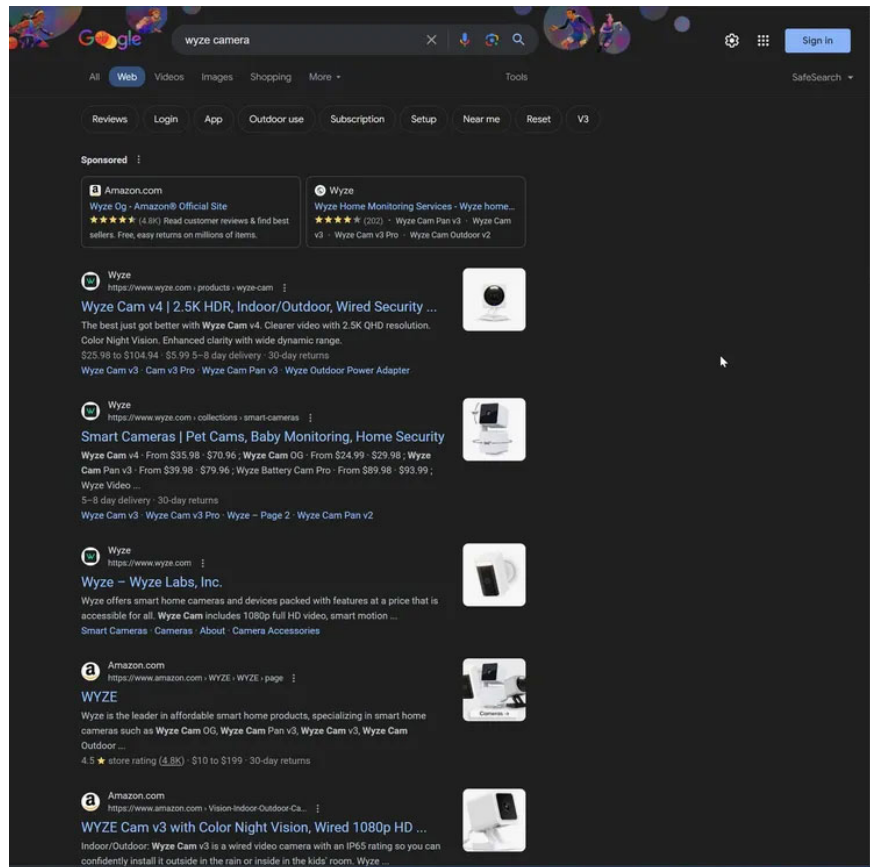 Google
wyze camera
Sign in
All Web Videos Images Shopping More Tools SafeSearch
Reviews Login App Outdoor use Subscription Setup Near me Reset V3
Sponsored
Amazon.com
Wyze Og - Amazon® Official Site
(4.8K) Read customer reviews & find best
sellers. Free, easy returns on millions of items.
Wyze
Wyze Home Monitoring Services - Wyze home...
(202) · Wyze Cam Pan v3 · Wyze Cam
v3 · Wyze Cam v3 Pro · Wyze Cam Outdoor v2
Wyze
https://www.wyze.com › products › wyze-cam
Wyze Cam v4 | 2.5K HDR, Indoor/Outdoor, Wired Security ...
The best just got better with Wyze Cam v4. Clearer video with 2.5K QHD resolution.
Color Night Vision. Enhanced clarity with wide dynamic range.
$25.98 to $104.94 · $5.99 5–8 day delivery · 30-day returns
Wyze Cam v3 · Cam v3 Pro · Wyze Cam Pan v3 · Wyze Outdoor Power Adapter
Wyze
https://www.wyze.com › collections › smart-cameras
Smart Cameras | Pet Cams, Baby Monitoring, Home Security
Wyze Cam v4 · From $35.98 · $70.96 ; Wyze Cam OG · From $24.99 · $29.98 ; Wyze
Cam Pan v3 · From $39.98 · $79.96 ; Wyze Battery Cam Pro · From $89.98 · $93.99 ;
Wyze Video ...
5–8 day delivery · 30-day returns
Wyze Cam v3 · Wyze Cam v3 Pro · Wyze – Page 2 · Wyze Cam Pan v2
Wyze
https://www.wyze.com
Wyze – Wyze Labs, Inc.
Wyze offers smart home cameras and devices packed with features at a price that is
accessible for all. Wyze Cam includes 1080p full HD video, smart motion ...
Smart Cameras · Cameras · About · Camera Accessories
Amazon.com
https://www.amazon.com › WYZE › WYZE › page
WYZE
Wyze is the leader in affordable smart home products, specializing in smart home
cameras such as Wyze Cam OG, Wyze Cam Pan v3, Wyze Cam v3, Wyze Cam
Outdoor ...
4.5 ★ store rating (4.8K) · $10 to $199 · 30-day returns
Cameras →
Amazon.com
https://www.amazon.com › Vision-Indoor-Outdoor-Ca...
WYZE Cam v3 with Color Night Vision, Wired 1080p HD ...
Indoor/Outdoor: Wyze Cam v3 is a wired video camera with an IP65 rating so you can
confidently install it outside in the rain or inside in the kids' room. Wyze ...